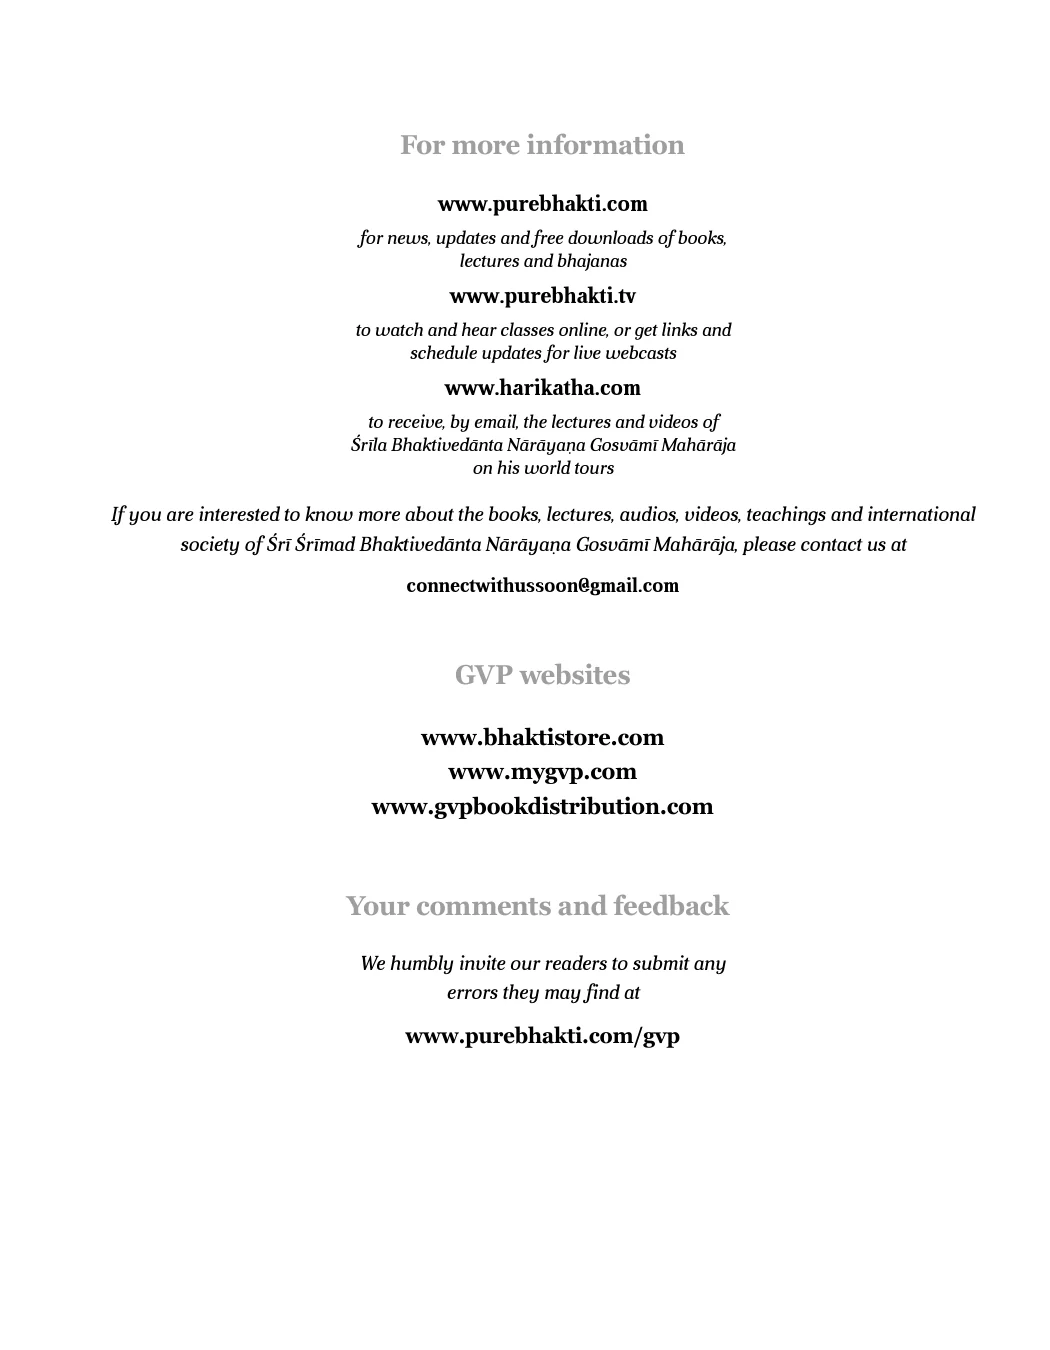 For more information
www.purebhakti.com
for news, updates and free downloads of books,
lectures and bhajanas
www.purebhakti.tv
to watch and hear classes online, or get links and
schedule updates for live webcasts
www.harikatha.com
to receive, by email, the lectures and videos of
Śrīla Bhaktivedānta Nārāyaṇa Gosvāmī Mahārāja
on his world tours
If you are interested to know more about the books, lectures, audios, videos, teachings and international
society of Śrī Śrīmad Bhaktivedānta Nārāyaṇa Gosvāmī Mahārāja, please contact us at
connectwithussoon@gmail.com
GVP websites
www.bhaktistore.com
www.mygvp.com
www.gvpbookdistribution.com
Your comments and feedback
We humbly invite our readers to submit any
errors they may find at
www.purebhakti.com/gvp